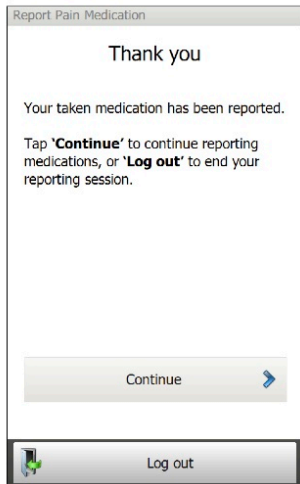 Report Pain Medication
Thank you
Your taken medication has been reported.
Tap ‘Continue’ to continue reporting
medications, or ‘Log out’ to end your
reporting session.
Continue
Log out